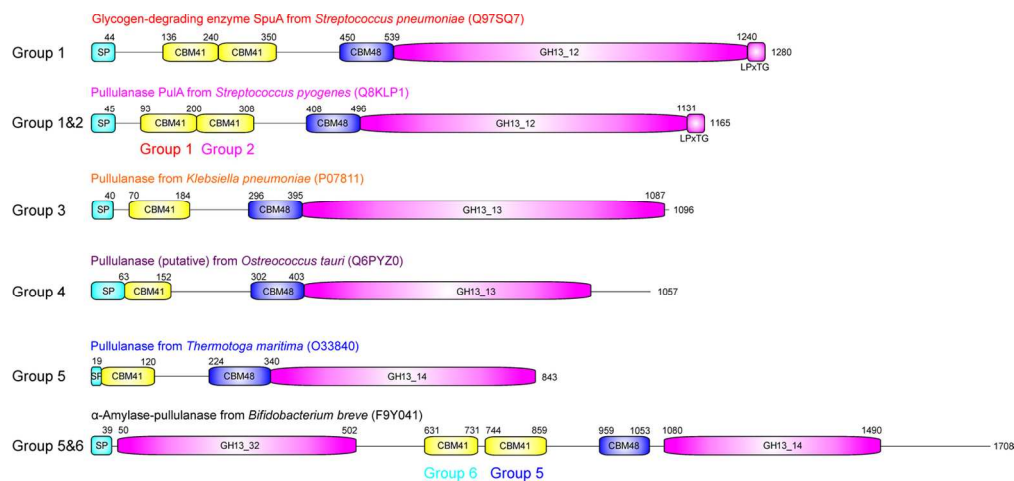 Glycogen-degrading enzyme SpuA from Streptococcus pneumoniae (Q97SQ7)
44 136 240 350 450 539 1240
Group 1 SP CBM41 CBM41 CBM48 GH13_12 1280
LPxTG
Pullulanase PulA from Streptococcus pyogenes (Q8KLP1)
45 93 200 308 408 496 1131
Group 1&2 SP CBM41 CBM41 CBM48 GH13_12 1165
LPxTG
Group 1 Group 2
Pullulanase from Klebsiella pneumoniae (P07811)
40 70 184 296 395 1087
Group 3 SP CBM41 CBM48 GH13_13 1096
Pullulanase (putative) from Ostreococcus tauri (Q6PYZ0)
63 152 302 403
Group 4 SP CBM41 CBM48 GH13_13 1057
Pullulanase from Thermotoga maritima (O33840)
19 120 224 340
Group 5 SP CBM41 CBM48 GH13_14 843
α-Amylase-pullulanase from Bifidobacterium breve (F9Y041)
39 50 502 631 731 744 859 959 1053 1080 1490
Group 5&6 SP GH13_32 CBM41 CBM41 CBM48 GH13_14 1708
Group 6 Group 5